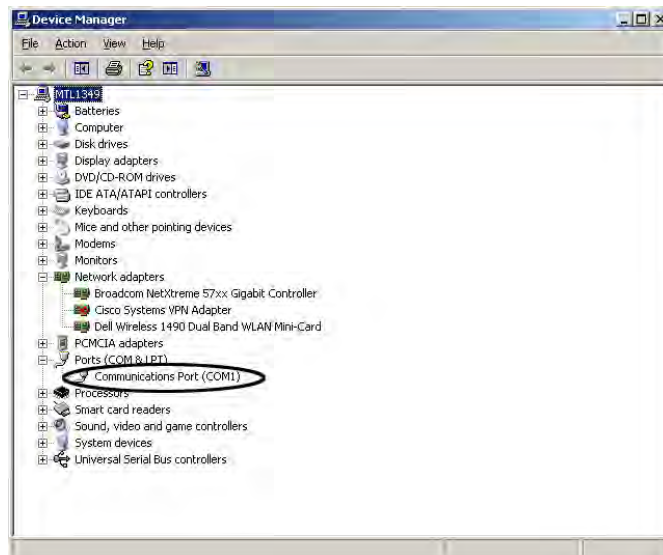 Device Manager
File Action View Help
MTL1349
Batteries
Computer
Disk drives
Display adapters
DVD/CD-ROM drives
IDE ATA/ATAPI controllers
Keyboards
Mice and other pointing devices
Modems
Monitors
Network adapters
Broadcom NetXtreme 57xx Gigabit Controller
Cisco Systems VPN Adapter
Dell Wireless 1490 Dual Band WLAN Mini-Card
PCMCIA adapters
Ports (COM & LPT)
Communications Port (COM1)
Processors
Smart card readers
Sound, video and game controllers
System devices
Universal Serial Bus controllers